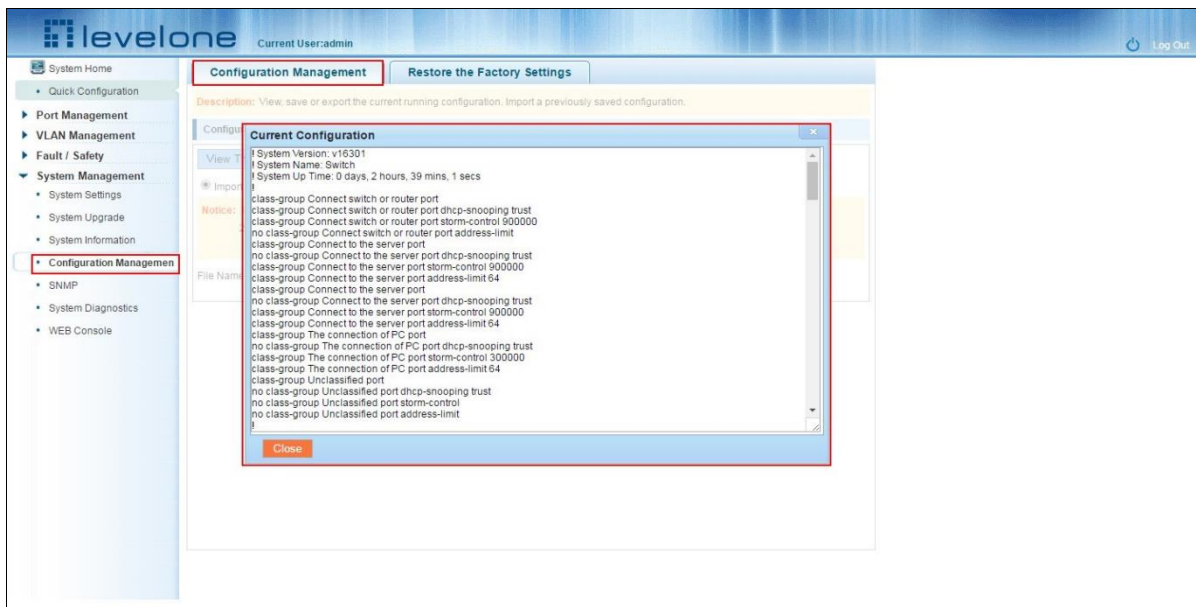 levelone
Current User:admin
Log Out
System Home
Quick Configuration
Port Management
VLAN Management
Fault / Safety
System Management
System Settings
System Upgrade
System Information
Configuration Managemen
SNMP
System Diagnostics
WEB Console
Configuration Management
Restore the Factory Settings
Description: View, save or export the current running configuration. Import a previously saved configuration.
Configu
View T
Import
Notice:
File Name
Current Configuration
! System Version: v16301
! System Name: Switch
! System Up Time: 0 days, 2 hours, 39 mins, 1 secs
!
class-group Connect switch or router port
class-group Connect switch or router port dhcp-snooping trust
class-group Connect switch or router port storm-control 900000
no class-group Connect switch or router port address-limit
class-group Connect to the server port
no class-group Connect to the server port dhcp-snooping trust
class-group Connect to the server port storm-control 900000
class-group Connect to the server port address-limit 64
class-group Connect to the server port
no class-group Connect to the server port dhcp-snooping trust
class-group Connect to the server port storm-control 900000
class-group Connect to the server port address-limit 64
class-group The connection of PC port
no class-group The connection of PC port dhcp-snooping trust
class-group The connection of PC port storm-control 300000
class-group The connection of PC port address-limit 64
class-group Unclassified port
no class-group Unclassified port dhcp-snooping trust
no class-group Unclassified port storm-control
no class-group Unclassified port address-limit
!
Close